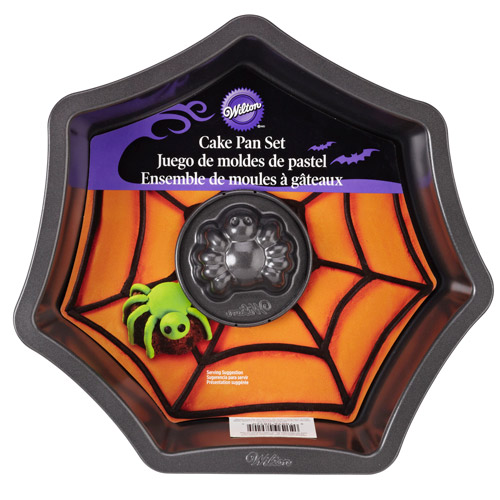 Wilton
Cake Pan Set
Juego de moldes de pastel
Ensemble de moules à gâteaux
Serving Suggestion
Sugerencia para servir
Présentation suggérée
Wilton